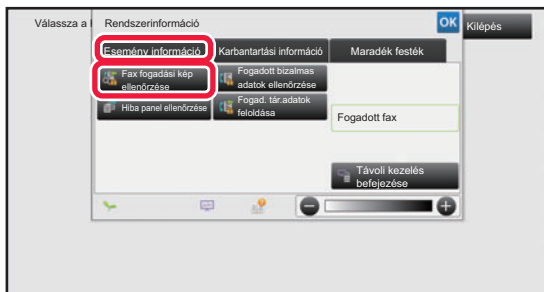 Válassza a
Rendszerinformáció
OK
Kilépés
Esemény információ
Karbantartási információ
Maradék festék
Fax fogadási kép
ellenőrzése
Fogadott bizalmas
adatok ellenőrzése
Hiba panel ellenőrzése
Fogad. tár.adatok
feloldása
Fogadott fax
Távoli kezelés
befejezése